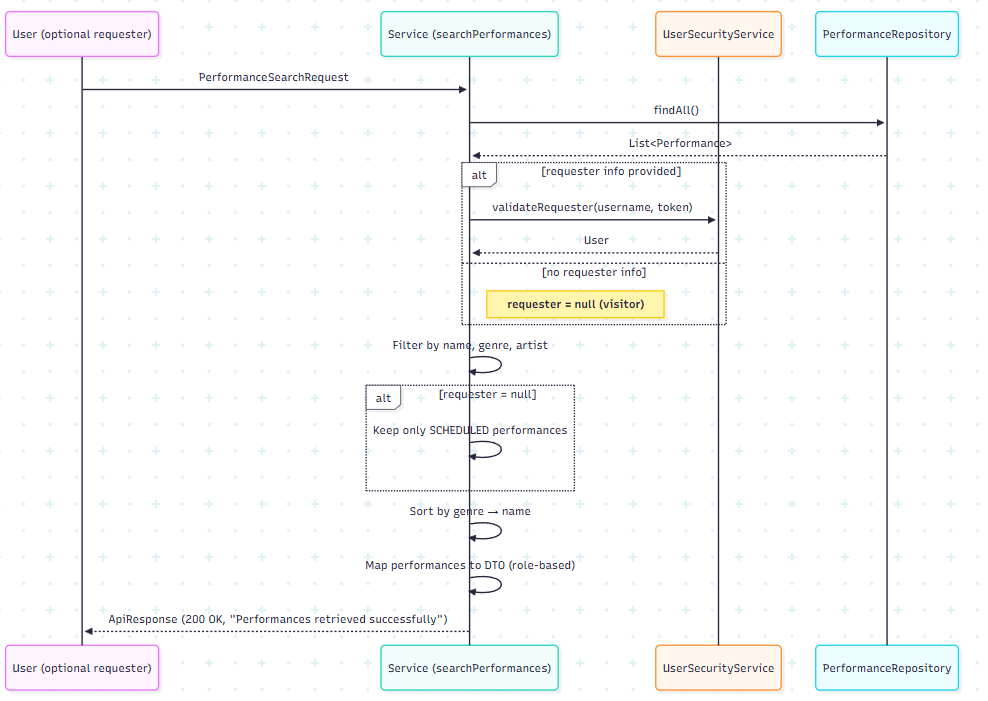 User (optional requester)
Service (searchPerformances)
UserSecurityService
PerformanceRepository
PerformanceSearchRequest
findAll()
List<Performance>
alt
[requester info provided]
validateRequester(username, token)
User
[no requester info]
requester = null (visitor)
Filter by name, genre, artist
alt
[requester = null]
Keep only SCHEDULED performances
Sort by genre → name
Map performances to DTO (role-based)
ApiResponse (200 OK, "Performances retrieved successfully")
User (optional requester)
Service (searchPerformances)
UserSecurityService
PerformanceRepository